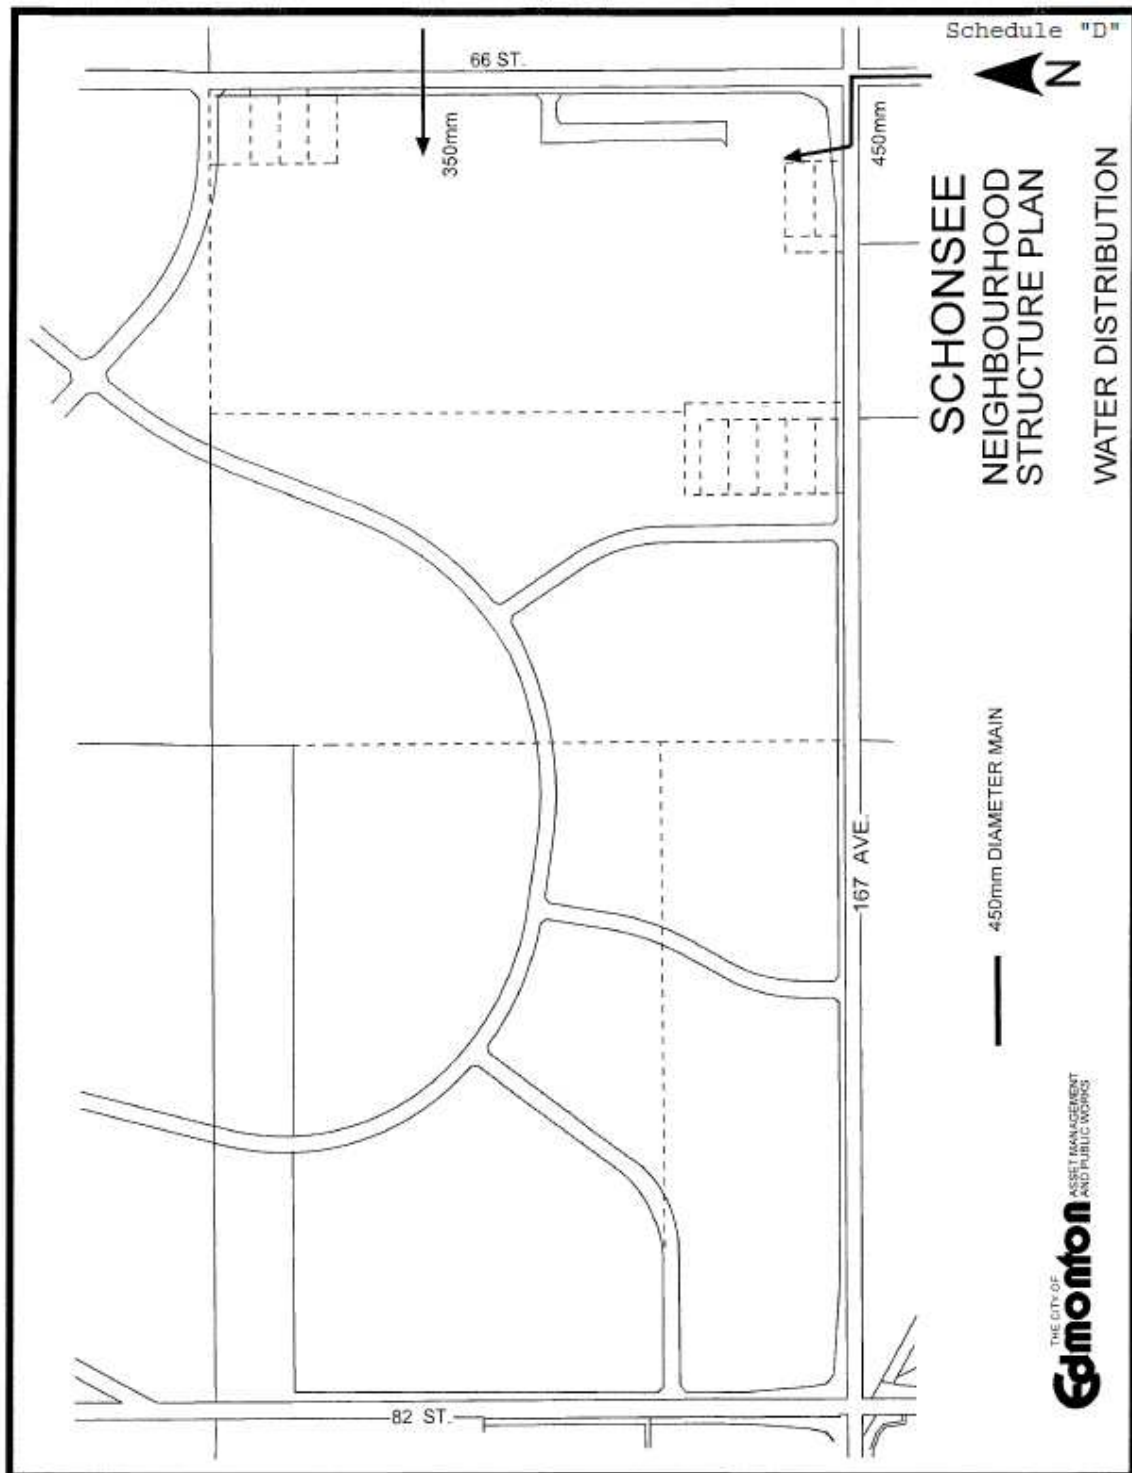 Schedule "D"
66 ST.
350mm
450mm
N
SCHONSEE
NEIGHBOURHOOD
STRUCTURE PLAN
WATER DISTRIBUTION
167 AVE.
450mm DIAMETER MAIN
82 ST.
THE CITY OF
Edmonton
ASSET MANAGEMENT
AND PUBLIC WORKS